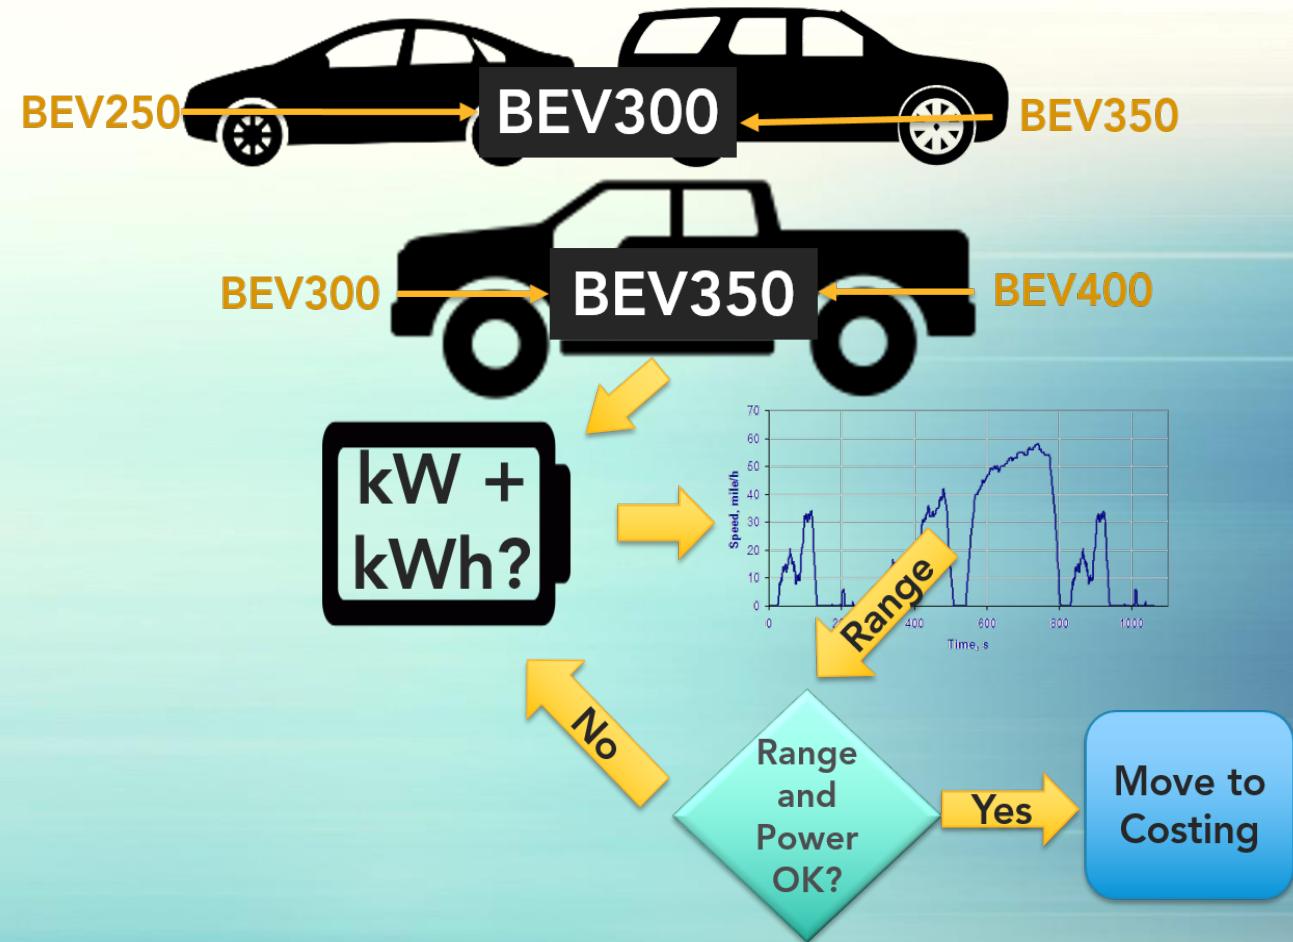 BEV250
BEV300
BEV350
BEV300
BEV350
BEV400
kW +
kWh?
Speed, mile/h
70
60
50
40
30
20
10
0
0
400
600
800
1000
Time, s
Range
No
Range
and
Power
OK?
Yes
Move to
Costing